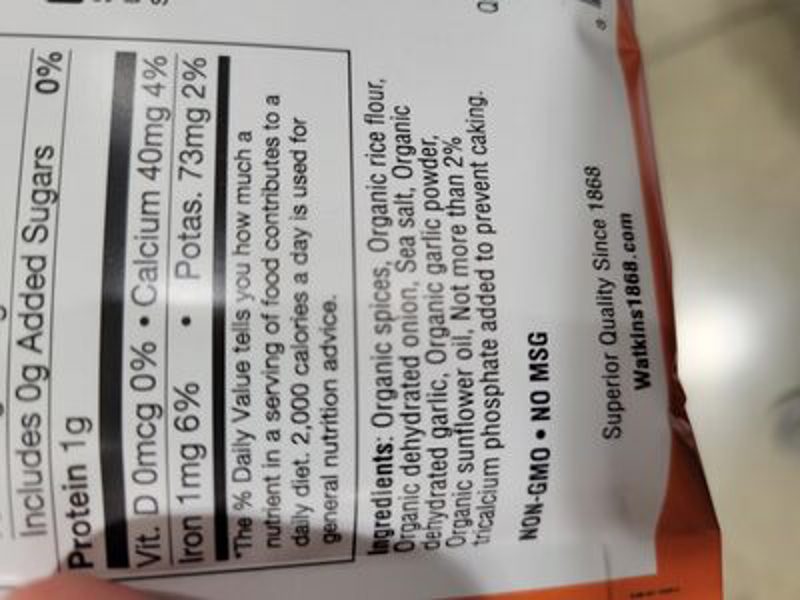 Includes 0g Added Sugars 0%
Protein 1g
Vit. D 0mcg 0% • Calcium 40mg 4%
Iron 1mg 6% • Potas. 73mg 2%
*The % Daily Value tells you how much a
nutrient in a serving of food contributes to a
daily diet. 2,000 calories a day is used for
general nutrition advice.
Ingredients: Organic spices, Organic rice flour,
Organic dehydrated onion, Sea salt, Organic
dehydrated garlic, Organic garlic powder,
Organic sunflower oil, Not more than 2%
tricalcium phosphate added to prevent caking.
NON-GMO • NO MSG
Superior Quality Since 1868
Watkins1868.com